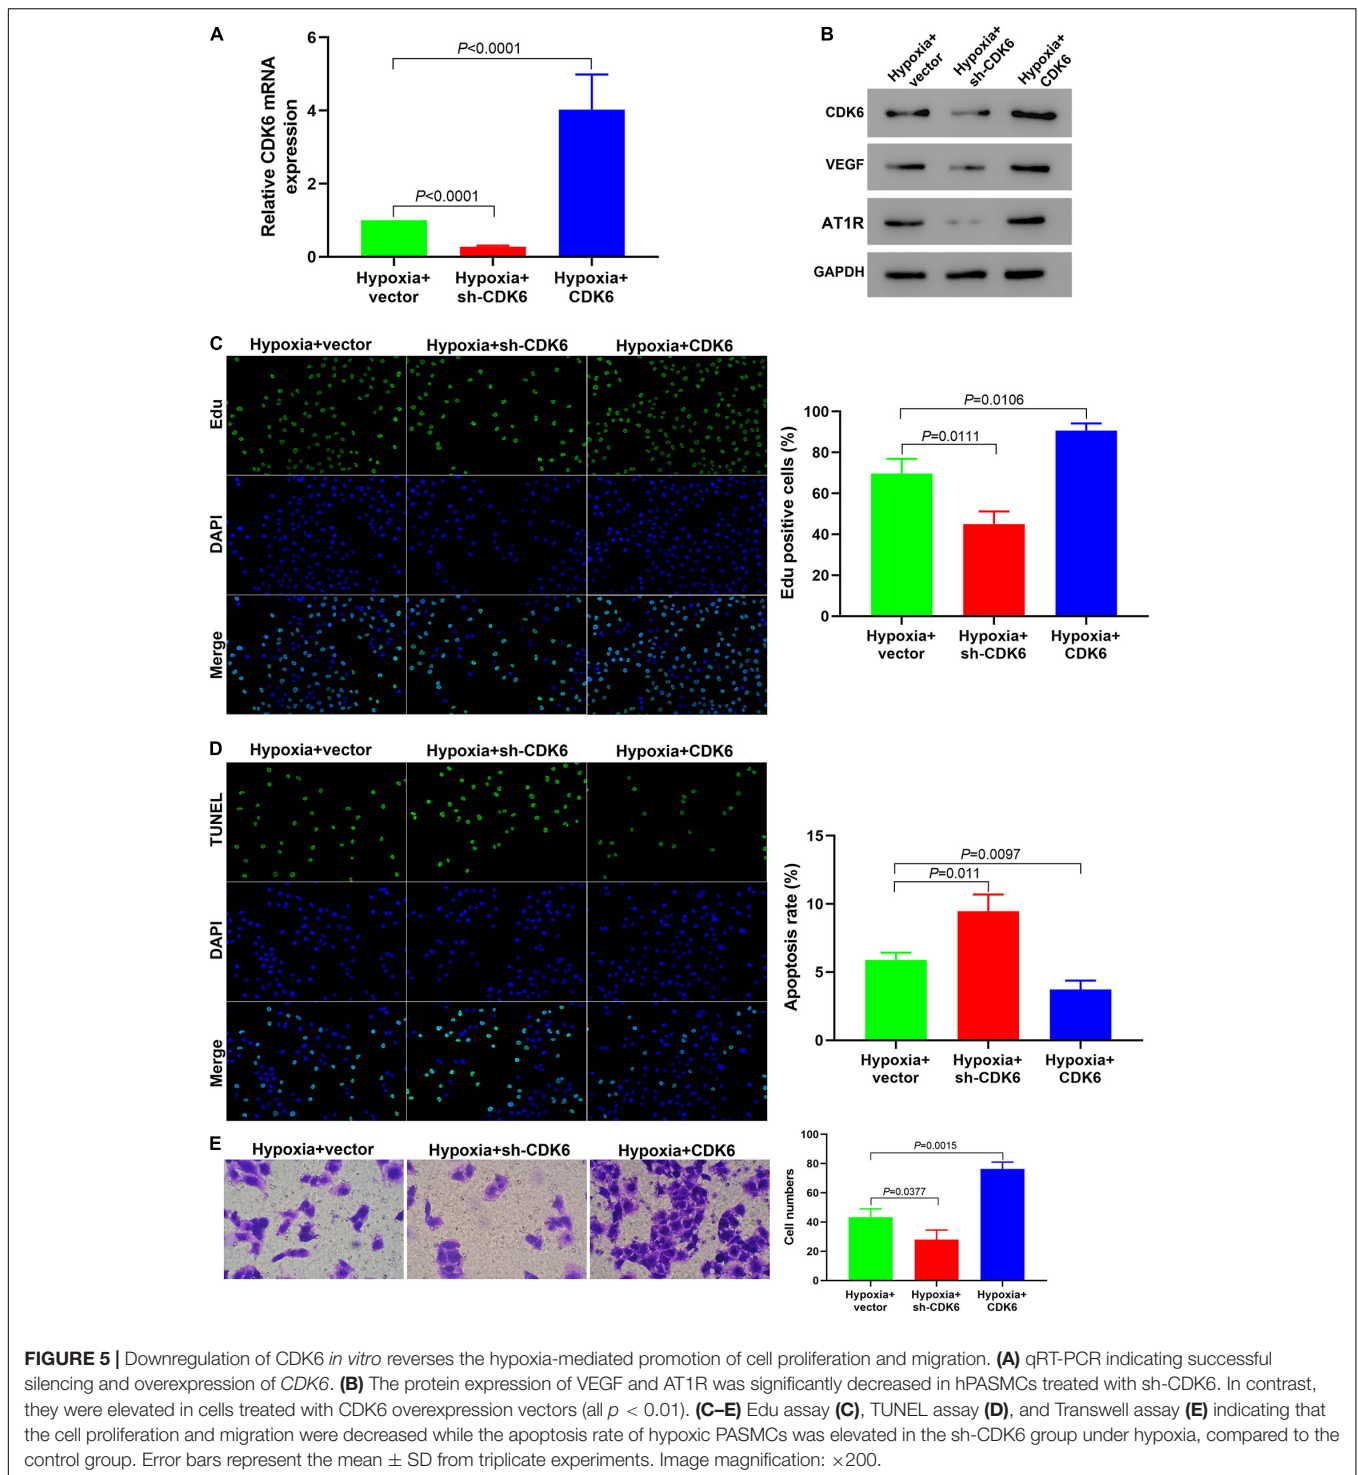 A
6
4
2
0
Relative CDK6 mRNA
expression
P<0.0001
P<0.0001
Hypoxia+
vector
Hypoxia+
sh-CDK6
Hypoxia+
CDK6
B
Hypoxia+
vector
Hypoxia+
sh-CDK6
Hypoxia+
CDK6
CDK6
VEGF
AT1R
GAPDH
C
Hypoxia+vector
Hypoxia+sh-CDK6
Hypoxia+CDK6
Edu
DAPI
Merge
Edu positive cells (%)
100
80
60
40
20
0
P=0.0106
P=0.0111
Hypoxia+
vector
Hypoxia+
sh-CDK6
Hypoxia+
CDK6
D
Hypoxia+vector
Hypoxia+sh-CDK6
Hypoxia+CDK6
TUNEL
DAPI
Merge
Apoptosis rate (%)
15
10
5
0
P=0.0097
P=0.011
Hypoxia+
vector
Hypoxia+
sh-CDK6
Hypoxia+
CDK6
E
Hypoxia+vector
Hypoxia+sh-CDK6
Hypoxia+CDK6
Cell numbers
100
80
60
40
20
0
P=0.0015
P=0.0377
Hypoxia+
vector
Hypoxia+
sh-CDK6
Hypoxia+
CDK6
FIGURE 5 | Downregulation of CDK6 in vitro reverses the hypoxia-mediated promotion of cell proliferation and migration. (A) qRT-PCR indicating successful
silencing and overexpression of CDK6. (B) The protein expression of VEGF and AT1R was significantly decreased in hPASMCs treated with sh-CDK6. In contrast,
they were elevated in cells treated with CDK6 overexpression vectors (all p < 0.01). (C–E) Edu assay (C), TUNEL assay (D), and Transwell assay (E) indicating that
the cell proliferation and migration were decreased while the apoptosis rate of hypoxic PASMCs was elevated in the sh-CDK6 group under hypoxia, compared to the
control group. Error bars represent the mean ± SD from triplicate experiments. Image magnification: ×200.